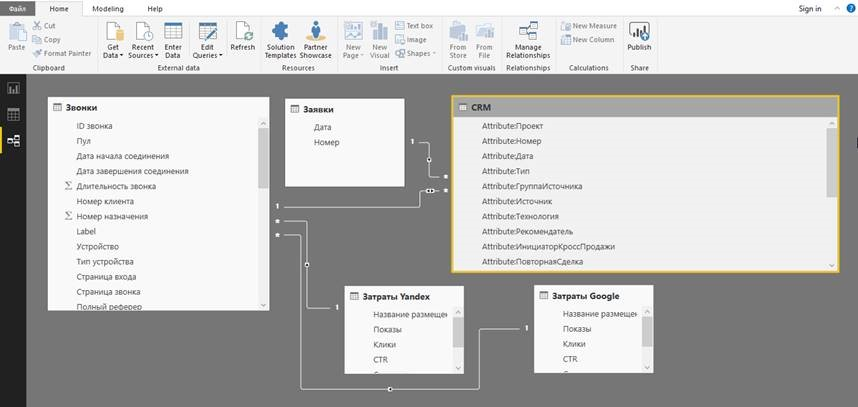 Файл Home Modeling Help Sign in
Paste
Cut
Copy
Format Painter
Clipboard
Get Data
Recent Sources
Enter Data
Edit Queries
Refresh
External data
Solution Templates
Partner Showcase
Resources
New Page
New Visual
Text box
Image
Shapes
Insert
From Store
From File
Custom visuals
Manage Relationships
Relationships
New Measure
New Column
Calculations
Publish
Share
Звонки
ID звонка
Пул
Дата начала соединения
Дата завершения соединения
Σ Длительность звонка
Номер клиента
Σ Номер назначения
Label
Устройство
Тип устройства
Страница входа
Страница звонка
Полный реферер
Заявки
Дата
Номер
1
*
1
*
*
*
CRM
Attribute:Проект
Attribute:Номер
Attribute:Дата
Attribute:Тип
Attribute:ГруппаИсточника
Attribute:Источник
Attribute:Технология
Attribute:Рекомендатель
Attribute:ИнициаторКроссПродажи
Attribute:ПовторнаяСделка
1
Затраты Yandex
Название размещен
Показы
Клики
CTR
1
Затраты Google
Название размещен
Показы
Клики
CTR